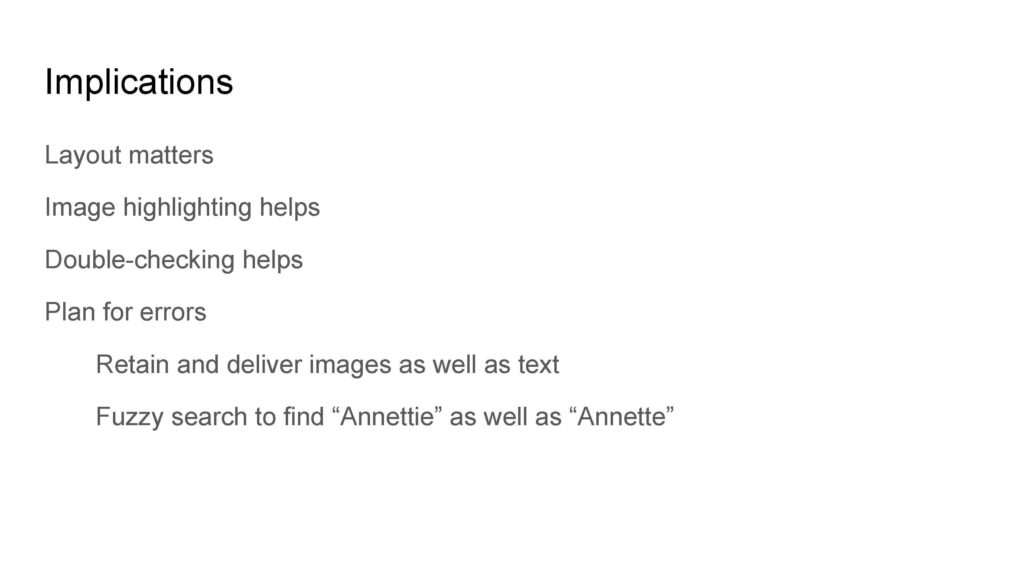 Implications
Layout matters
Image highlighting helps
Double-checking helps
Plan for errors
Retain and deliver images as well as text
Fuzzy search to find “Annettie” as well as “Annette”